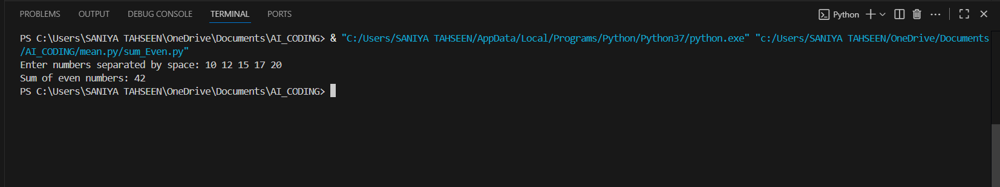 PROBLEMS OUTPUT DEBUG CONSOLE TERMINAL PORTS Python
PS C:\Users\SANIYA TAHSEEN\OneDrive\Documents\AI_CODING> & "C:/Users/SANIYA TAHSEEN/AppData/Local/Programs/Python/Python37/python.exe" "c:/Users/SANIYA TAHSEEN/OneDrive/Documents
/AI_CODING/mean.py/sum_Even.py"
Enter numbers separated by space: 10 12 15 17 20
Sum of even numbers: 42
PS C:\Users\SANIYA TAHSEEN\OneDrive\Documents\AI_CODING>